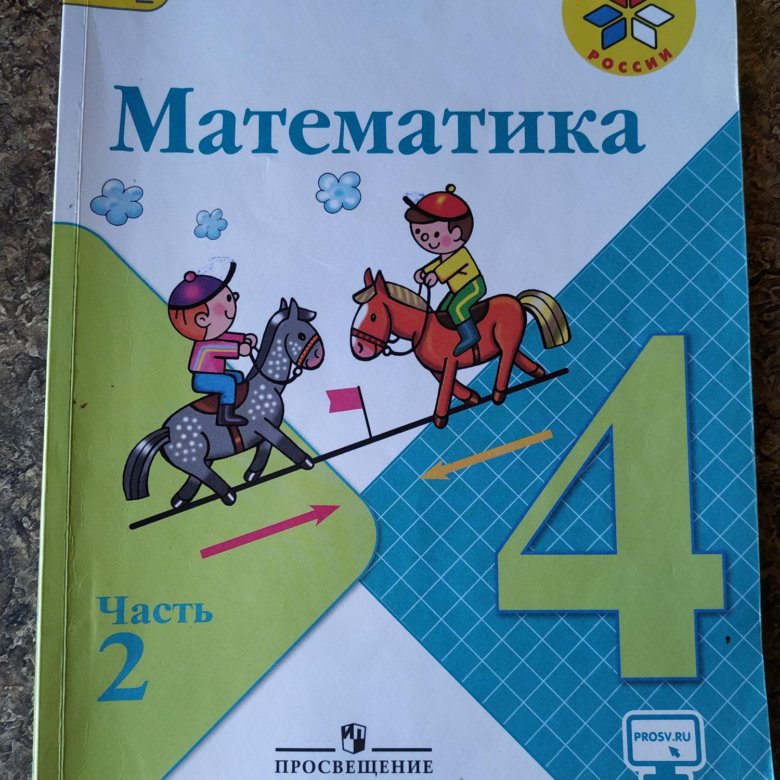 РОССИИ
Математика
4
Часть
2
ПРОСВЕЩЕНИЕ
PROSV.RU